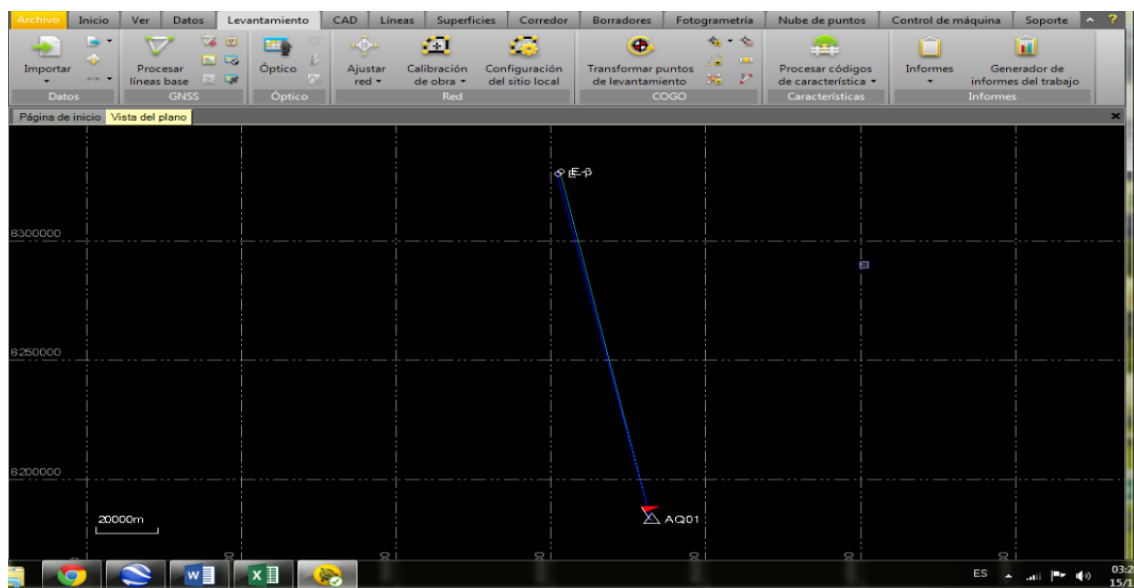 Archivo Inicio Ver Datos Levantamiento CAD Líneas Superficies Corredor Borradores Fotogrametría Nube de puntos Control de máquina Soporte ?
Importar
Procesar
líneas base
Óptico
Ajustar
red
Calibración
de obra
Configuración
del sitio local
Transformar puntos
de levantamiento
Procesar códigos
de característica
Informes
Generador de
informes del trabajo
Datos GNSS Óptico Red COGO Características Informes
Página de inicio Vista del plano
8300000
8250000
8200000
20000m
AQ01
ES